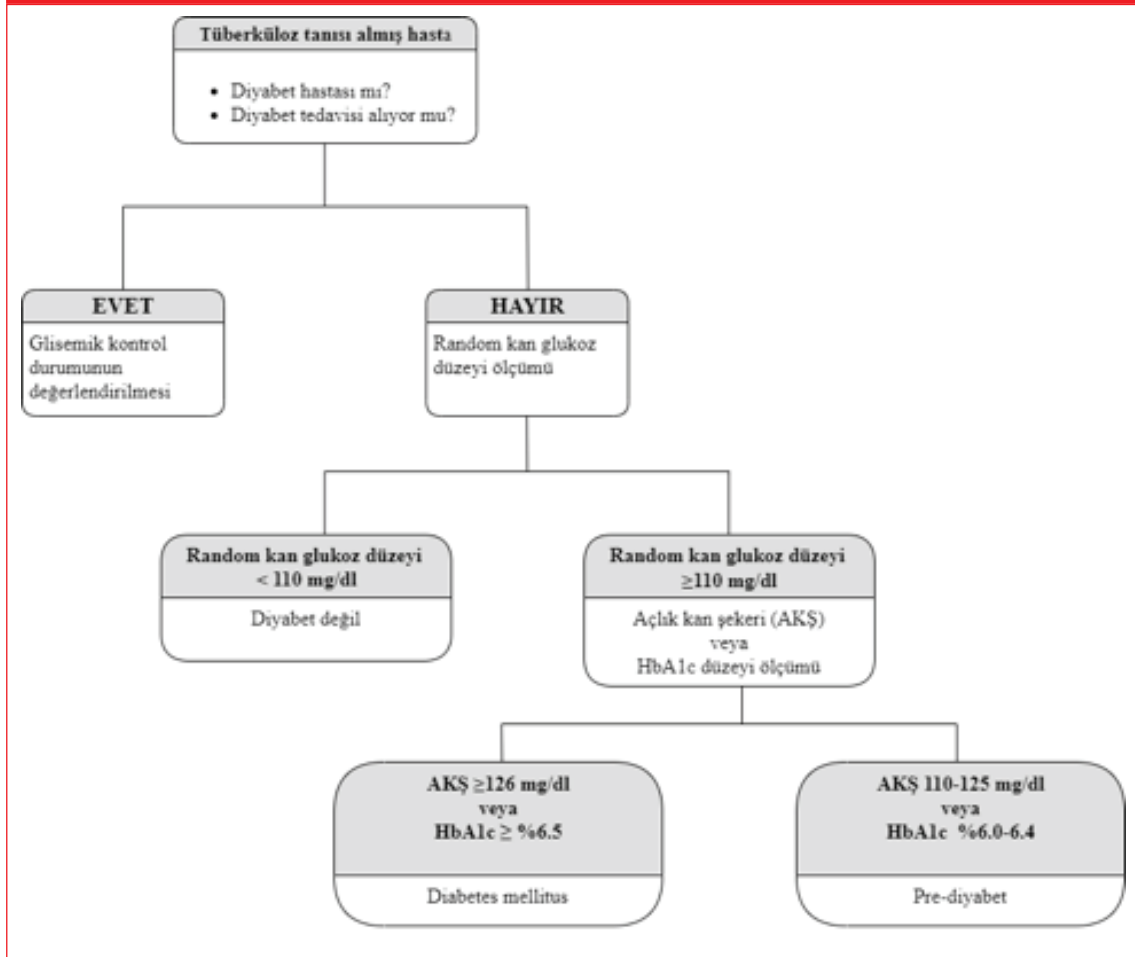 Tüberküloz tanısı almış hasta
• Diyabet hastası mı?
• Diyabet tedavisi alıyor mu?
EVET
Glisemik kontrol
durumunun
değerlendirilmesi
HAYIR
Random kan glukoz
düzeyi ölçümü
Random kan glukoz düzeyi
< 110 mg/dl
Diyabet değil
Random kan glukoz düzeyi
≥110 mg/dl
Açlık kan şekeri (AKŞ)
veya
HbA1c düzeyi ölçümü
AKŞ ≥126 mg/dl
veya
HbA1c ≥ %6.5
Diabetes mellitus
AKŞ 110-125 mg/dl
veya
HbA1c %6.0-6.4
Pre-diyabet